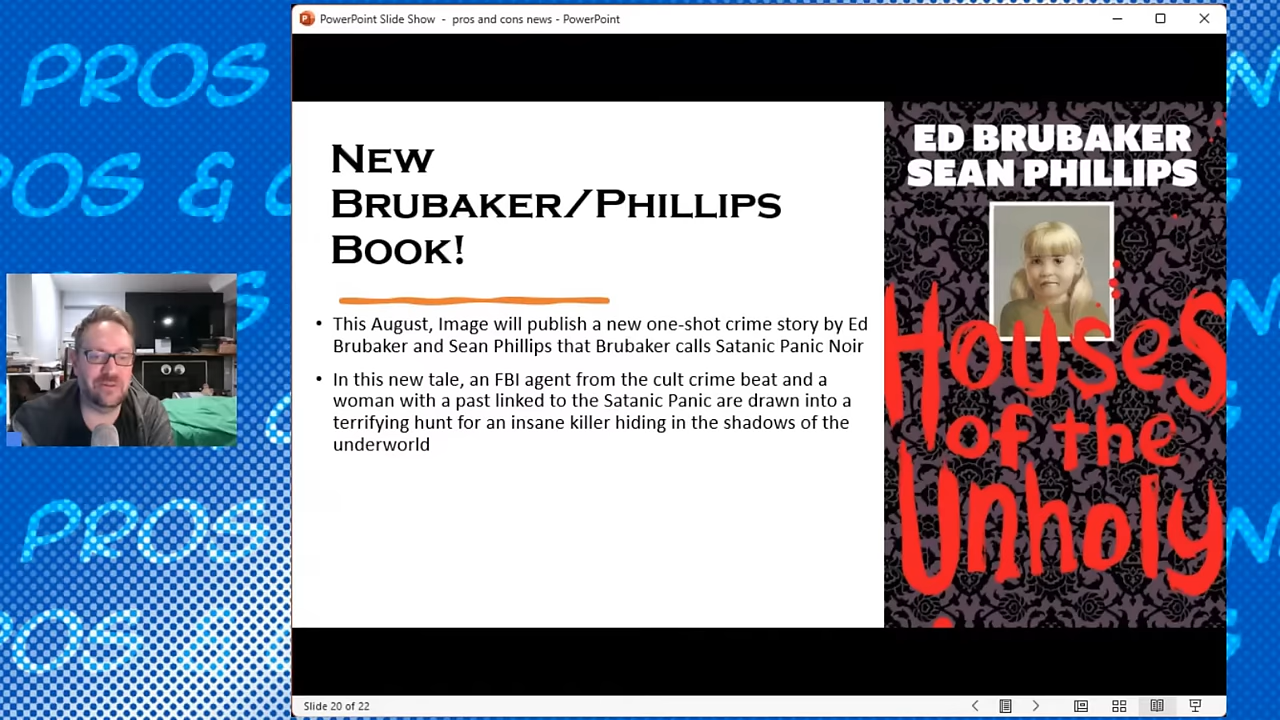 PowerPoint Slide Show - pros and cons news - PowerPoint
PROS
PROS & C
NEW
BRUBAKER/PHILLIPS
BOOK!
• This August, Image will publish a new one-shot crime story by Ed
Brubaker and Sean Phillips that Brubaker calls Satanic Panic Noir
• In this new tale, an FBI agent from the cult crime beat and a
woman with a past linked to the Satanic Panic are drawn into a
terrifying hunt for an insane killer hiding in the shadows of the
underworld
ED BRUBAKER
SEAN PHILLIPS
Houses
of the
Unholy
PROS
Slide 20 of 22